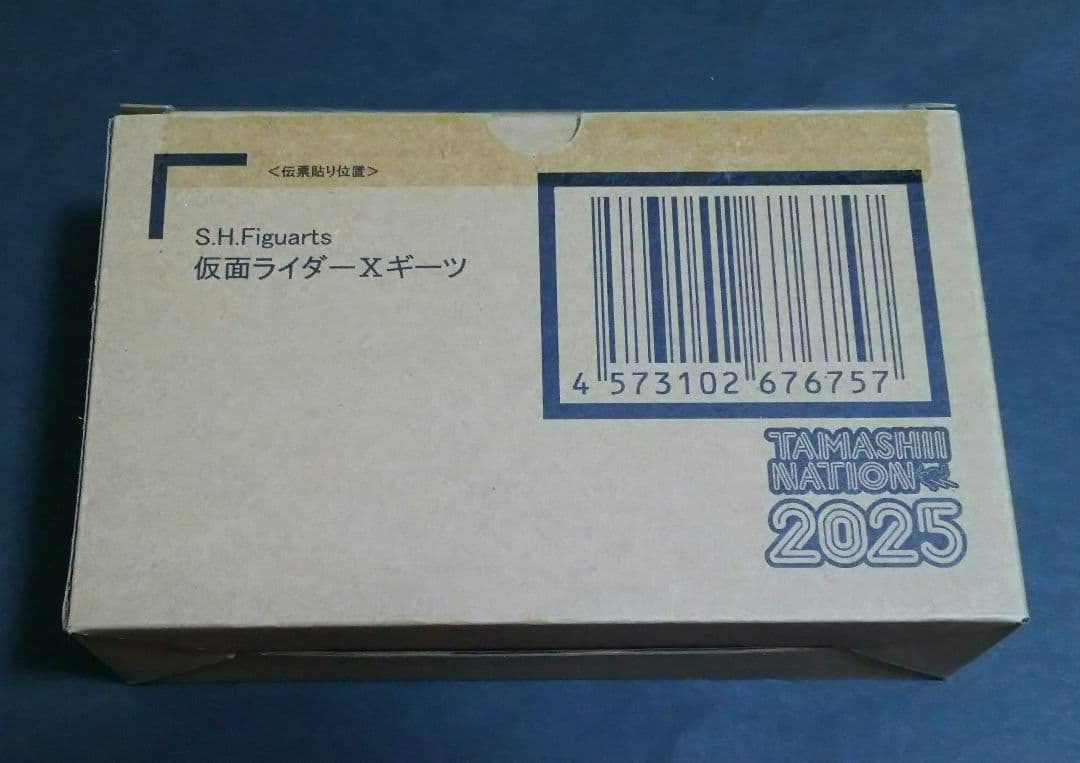 <伝票貼り位置>
S.H.Figuarts
仮面ライダーXギーツ
4 573102 676757
TAMASHII
NATION
2025